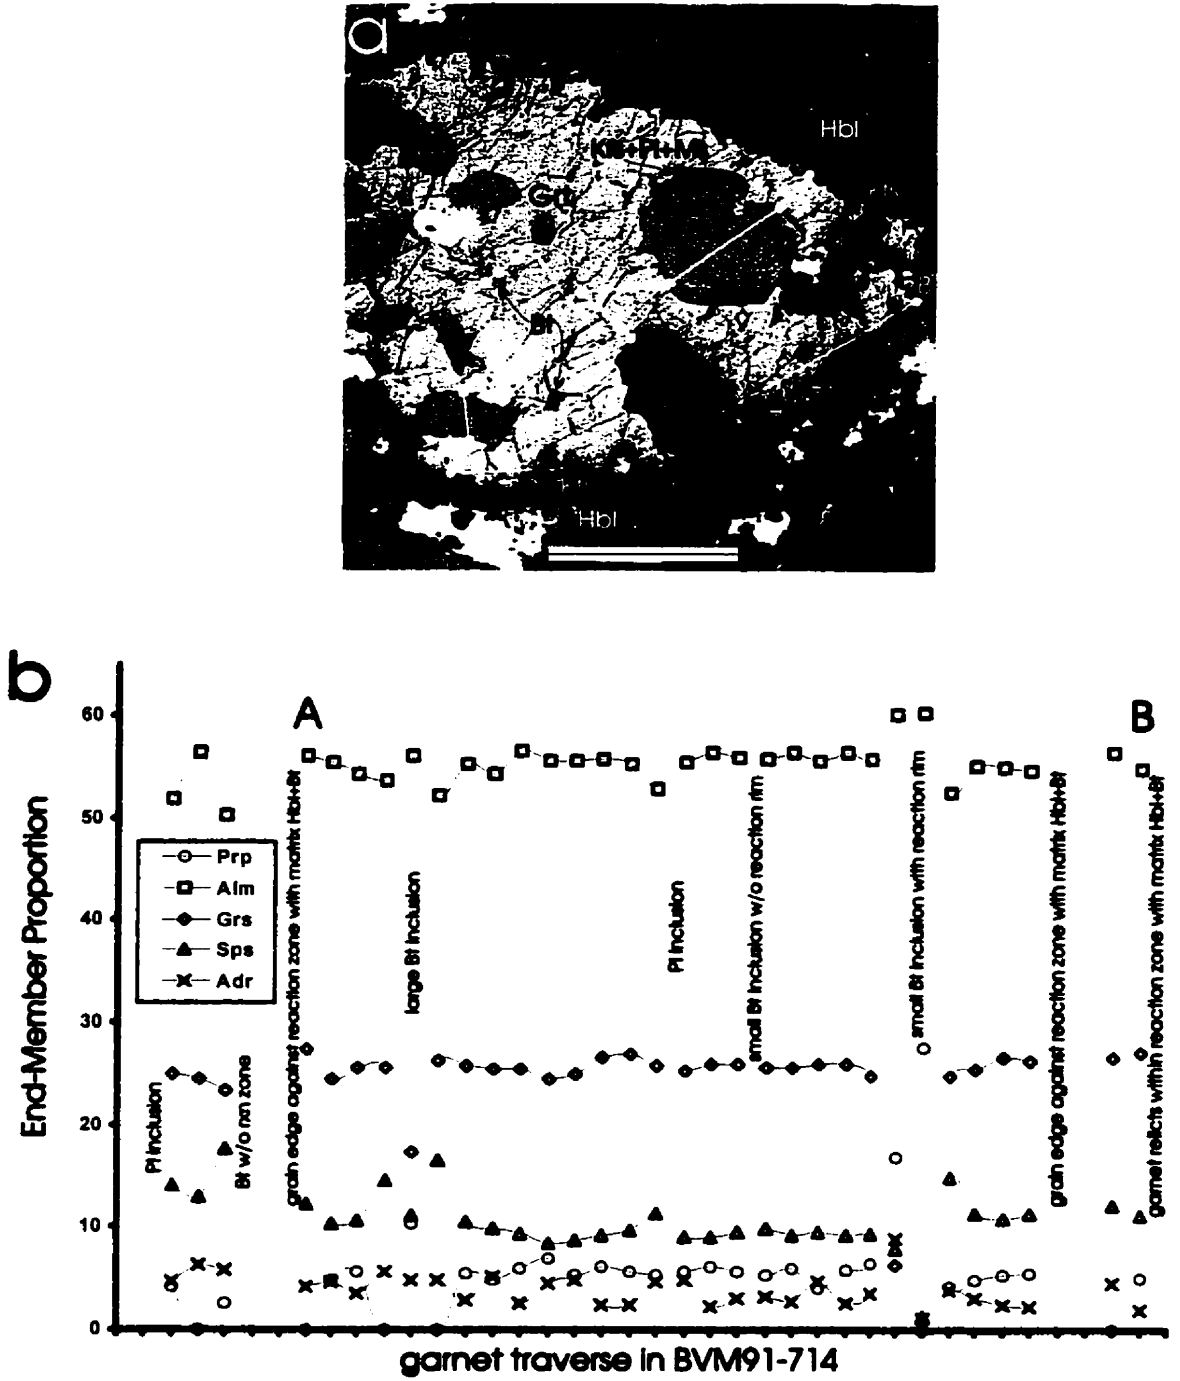 a
Hbl
Kfs+Pl+Ms
Grt
Bt
Hbl
b
A
B
End-Member Proportion
60
50
40
30
20
10
0
Prp
Alm
Grs
Sps
Adr
Pl inclusion
Bt w/o rxn zone
grain edge against reaction zone with matrix Hbl+Bt
large Bt inclusion
Pl inclusion
small Bt inclusion w/o reaction rim
small Bt inclusion with reaction rim
grain edge against reaction zone with matrix Hbl+Bt
garnet relicts within reaction zone with matrix Hbl+Bt
garnet traverse in BVM91-714